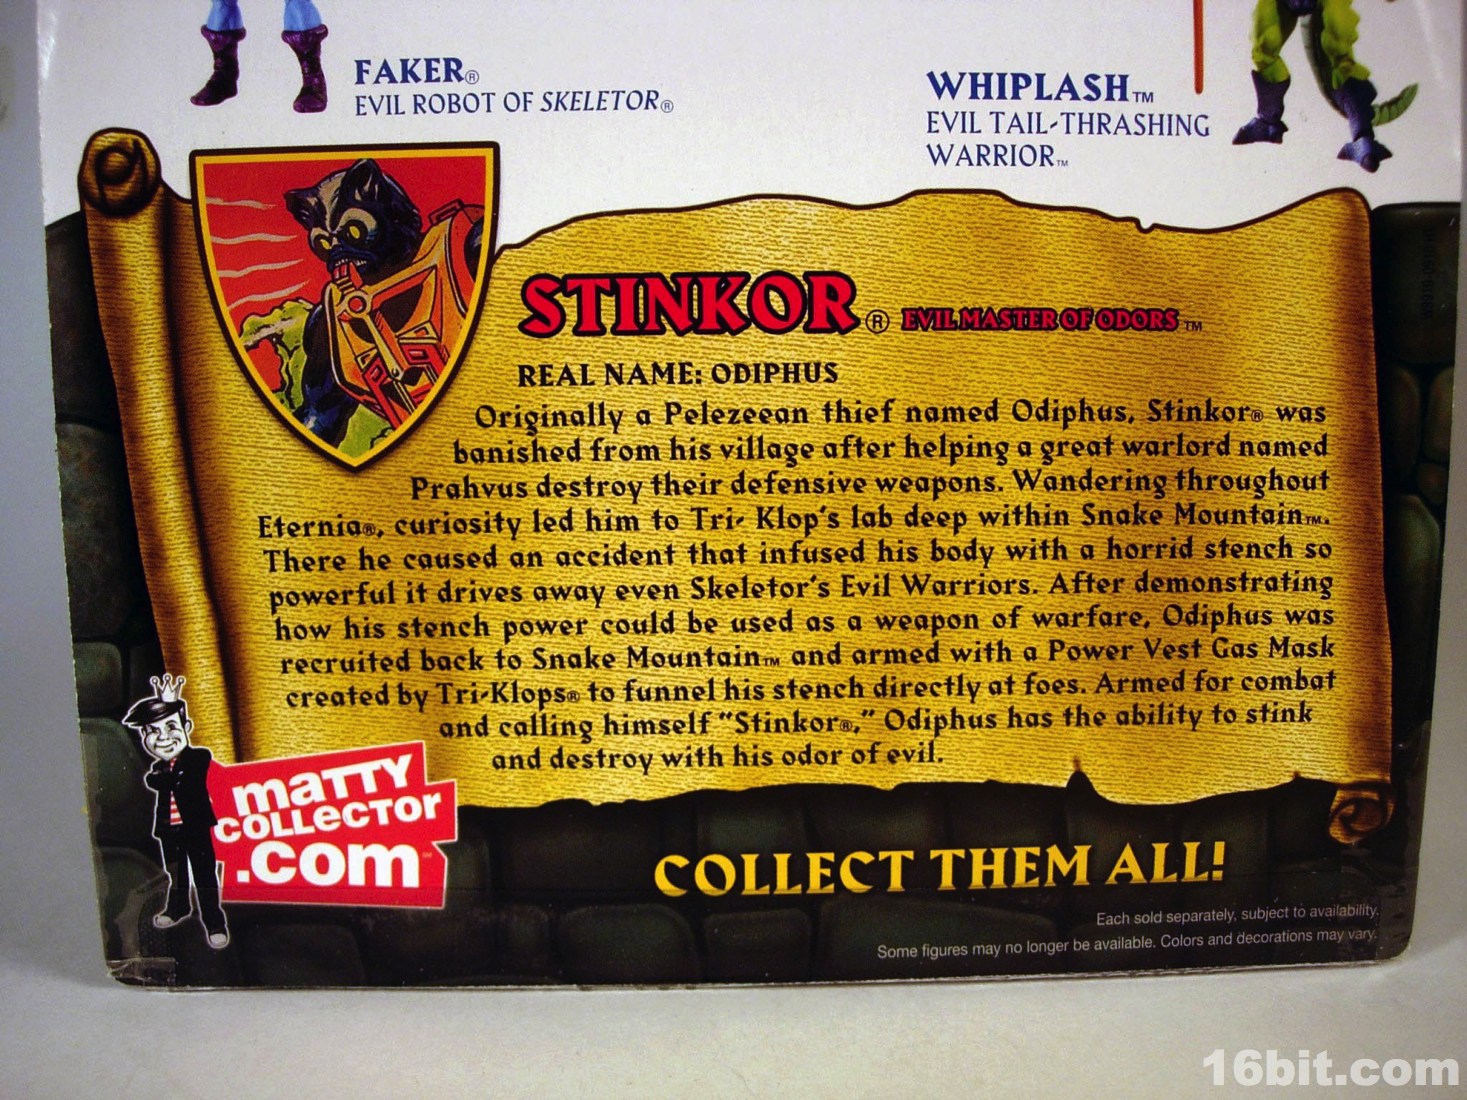 FAKER®
EVIL ROBOT OF SKELETOR®
WHIPLASH™
EVIL TAIL-THRASHING
WARRIOR™
STINKOR® EVIL MASTER OF ODORS™
REAL NAME: ODIPHUS
Originally a Pelezeean thief named Odiphus, Stinkor® was
banished from his village after helping a great warlord named
Prahvus destroy their defensive weapons. Wandering throughout
Eternia®, curiosity led him to Tri- Klop's lab deep within Snake Mountain™.
There he caused an accident that infused his body with a horrid stench so
powerful it drives away even Skeletor's Evil Warriors. After demonstrating
how his stench power could be used as a weapon of warfare, Odiphus was
recruited back to Snake Mountain™ and armed with a Power Vest Gas Mask
created by Tri-Klops® to funnel his stench directly at foes. Armed for combat
and calling himself "Stinkor®," Odiphus has the ability to stink
and destroy with his odor of evil.
maTTY
COLLecTOR
.com
COLLECT THEM ALL!
Each sold separately, subject to availability.
Some figures may no longer be available. Colors and decorations may vary.
16bit.com